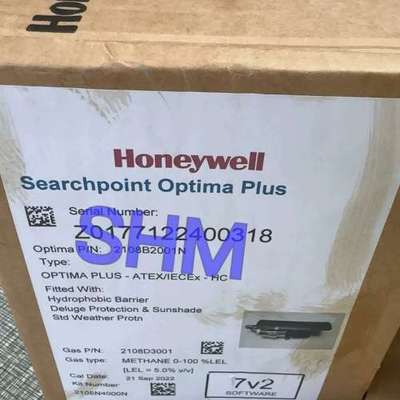 Honeywell
Searchpoint Optima Plus
Serial Number:
Z0177122400318
SHM
Optima P/N: 2108B2001N
Type:
OPTIMA PLUS - ATEX/IECEx - HC
Fitted With:
Hydrophobic Barrier
Deluge Protection & Sunshade
Std Weather Protn
Gas P/N: 2108D3001
Gas type: METHANE 0-100 %LEL
[LEL = 5.0% v/v]
Cal Date: 21 Sep 2022
Kit Number
2108N4000N
7v2
SOFTWARE